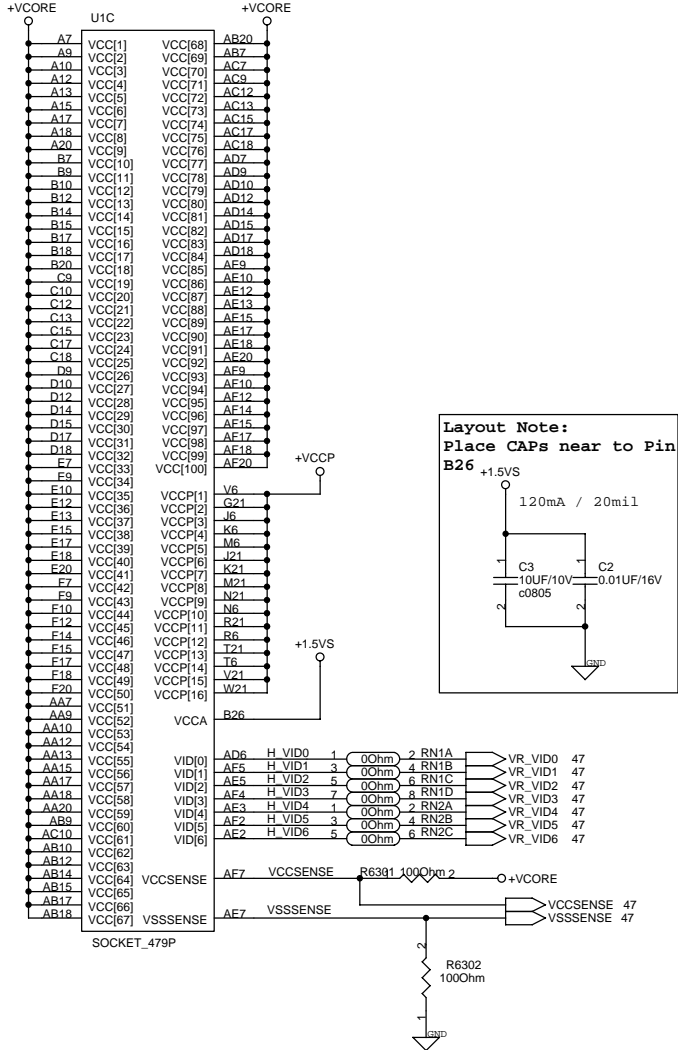 +VCORE +VCORE
U1C
A7 VCC[1] VCC[68] AB20
A9 VCC[2] VCC[69] AB7
A10 VCC[3] VCC[70] AC7
A12 VCC[4] VCC[71] AC9
A13 VCC[5] VCC[72] AC12
A15 VCC[6] VCC[73] AC13
A17 VCC[7] VCC[74] AC15
A18 VCC[8] VCC[75] AC17
A20 VCC[9] VCC[76] AC18
B7 VCC[10] VCC[77] AD7
B9 VCC[11] VCC[78] AD9
B10 VCC[12] VCC[79] AD10
B12 VCC[13] VCC[80] AD12
B14 VCC[14] VCC[81] AD14
B15 VCC[15] VCC[82] AD15
B17 VCC[16] VCC[83] AD17
B18 VCC[17] VCC[84] AD18
B20 VCC[18] VCC[85] AE9
C9 VCC[19] VCC[86] AE10
C10 VCC[20] VCC[87] AE12
C12 VCC[21] VCC[88] AE13
C13 VCC[22] VCC[89] AE15
C15 VCC[23] VCC[90] AE17
C17 VCC[24] VCC[91] AE18
C18 VCC[25] VCC[92] AE20
D9 VCC[26] VCC[93] AF9
D10 VCC[27] VCC[94] AF10
D12 VCC[28] VCC[95] AF12
D14 VCC[29] VCC[96] AF14
D15 VCC[30] VCC[97] AF15
D17 VCC[31] VCC[98] AF17
D18 VCC[32] VCC[99] AF18
E7 VCC[33] VCC[100] AF20
E9 VCC[34]
+VCCP
E10 VCC[35] VCCP[1] V6
E12 VCC[36] VCCP[2] G21
E13 VCC[37] VCCP[3] J6
E15 VCC[38] VCCP[4] K6
E17 VCC[39] VCCP[5] M6
E18 VCC[40] VCCP[6] J21
E20 VCC[41] VCCP[7] K21
F7 VCC[42] VCCP[8] M21
F9 VCC[43] VCCP[9] N21
F10 VCC[44] VCCP[10] N6
F12 VCC[45] VCCP[11] R21
F14 VCC[46] VCCP[12] R6
F15 VCC[47] VCCP[13] T21
F17 VCC[48] VCCP[14] T6
F18 VCC[49] VCCP[15] V21
F20 VCC[50] VCCP[16] W21
AA7 VCC[51]
+1.5VS
AA9 VCC[52] VCCA B26
AA10 VCC[53]
AA12 VCC[54]
AA13 VCC[55] VID[0] AD6 H_VID0 1 0Ohm 2 RN1A VR_VID0 47
AA15 VCC[56] VID[1] AF5 H_VID1 3 0Ohm 4 RN1B VR_VID1 47
AA17 VCC[57] VID[2] AE5 H_VID2 5 0Ohm 6 RN1C VR_VID2 47
AA18 VCC[58] VID[3] AF4 H_VID3 7 0Ohm 8 RN1D VR_VID3 47
AA20 VCC[59] VID[4] AE3 H_VID4 1 0Ohm 2 RN2A VR_VID4 47
AB9 VCC[60] VID[5] AF2 H_VID5 3 0Ohm 4 RN2B VR_VID5 47
AC10 VCC[61] VID[6] AE2 H_VID6 5 0Ohm 6 RN2C VR_VID6 47
AB10 VCC[62]
AB12 VCC[63]
AB14 VCC[64] VCCSENSE AF7 VCCSENSE R6301 1 100Ohm 2 +VCORE
AB15 VCC[65]
AB17 VCC[66]
VCCSENSE 47
AB18 VCC[67] VSSSENSE AE7 VSSSENSE VSSSENSE 47
SOCKET_479P
2
R6302
100Ohm
1
GND
Layout Note:
Place CAPs near to Pin
B26
+1.5VS
120mA / 20mil
1 1
C3 C2
10UF/10V 0.01UF/16V
c0805
2 2
GND